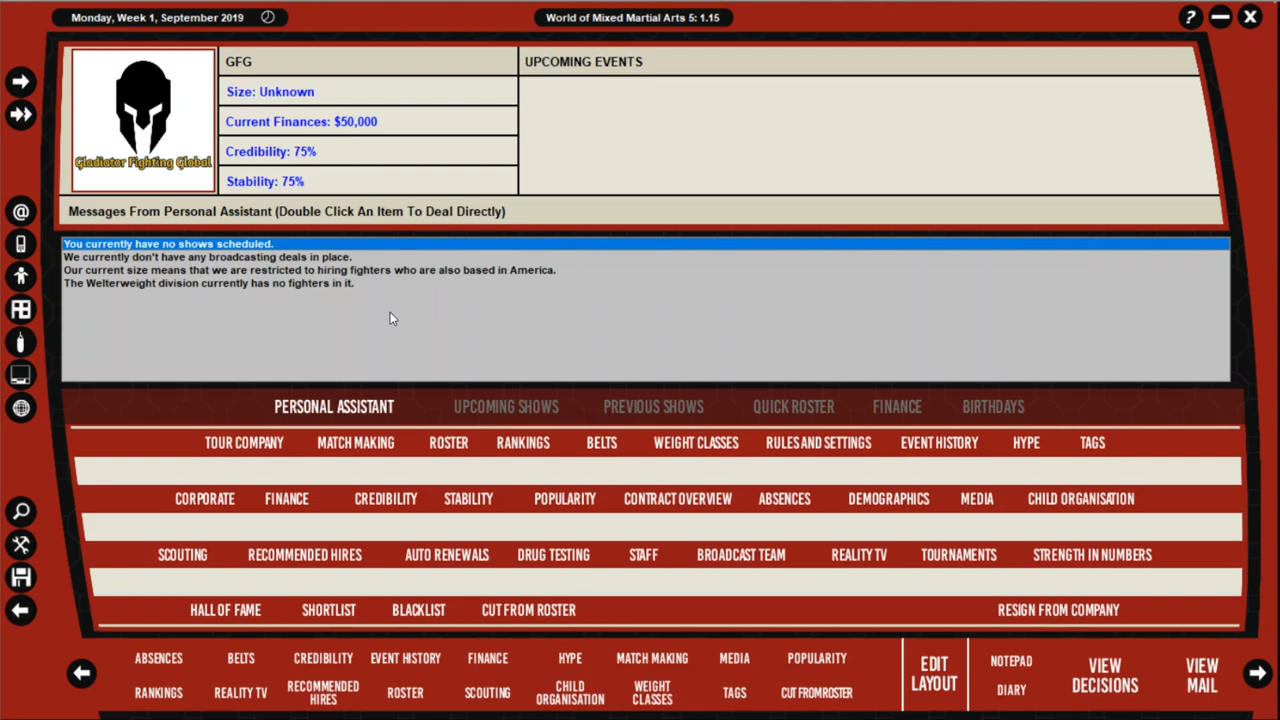 Monday, Week 1, September 2019
World of Mixed Martial Arts 5: 1.15
?
X
GFG
UPCOMING EVENTS
Size: Unknown
Current Finances: $50,000
Credibility: 75%
Gladiator Fighting Global
Stability: 75%
Messages From Personal Assistant (Double Click An Item To Deal Directly)
You currently have no shows scheduled.
We currently don't have any broadcasting deals in place.
Our current size means that we are restricted to hiring fighters who are also based in America.
The Welterweight division currently has no fighters in it.
@
PERSONAL ASSISTANT UPCOMING SHOWS PREVIOUS SHOWS QUICK ROSTER FINANCE BIRTHDAYS
TOUR COMPANY MATCH MAKING ROSTER RANKINGS BELTS WEIGHT CLASSES RULES AND SETTINGS EVENT HISTORY HYPE TAGS
CORPORATE FINANCE CREDIBILITY STABILITY POPULARITY CONTRACT OVERVIEW ABSENCES DEMOGRAPHICS MEDIA CHILD ORGANISATION
SCOUTING RECOMMENDED HIRES AUTO RENEWALS DRUG TESTING STAFF BROADCAST TEAM REALITY TV TOURNAMENTS STRENGTH IN NUMBERS
HALL OF FAME SHORTLIST BLACKLIST CUT FROM ROSTER RESIGN FROM COMPANY
ABSENCES BELTS CREDIBILITY EVENT HISTORY FINANCE HYPE MATCH MAKING MEDIA POPULARITY
RANKINGS REALITY TV RECOMMENDED HIRES ROSTER SCOUTING CHILD ORGANISATION WEIGHT CLASSES TAGS CUT FROM ROSTER
EDIT LAYOUT
NOTEPAD
DIARY
VIEW DECISIONS
VIEW MAIL